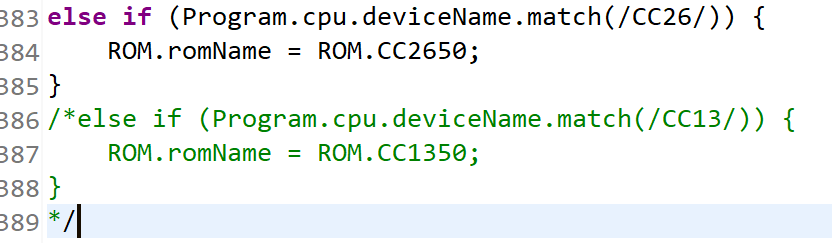 383 else if (Program.cpu.deviceName.match(/CC26/)) {
384     ROM.romName = ROM.CC2650;
385 }
386 /*else if (Program.cpu.deviceName.match(/CC13/)) {
387     ROM.romName = ROM.CC1350;
388 }
389 */